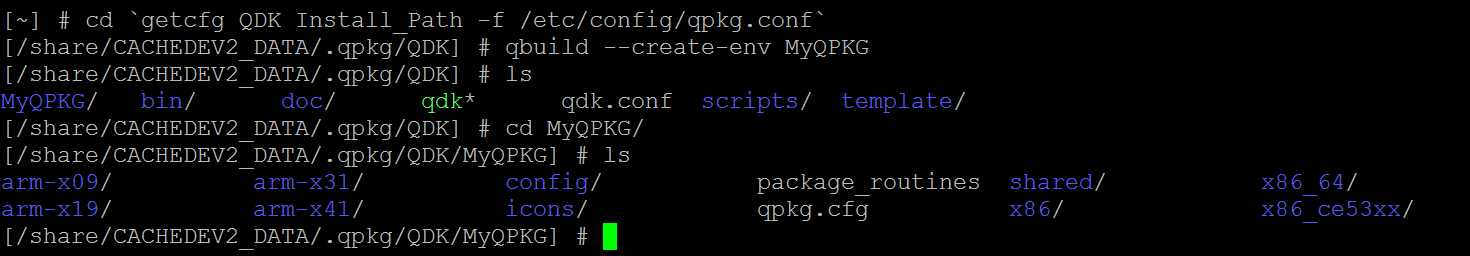 [~] # cd `getcfg QDK Install_Path -f /etc/config/qpkg.conf`
[/share/CACHEDEV2_DATA/.qpkg/QDK] # qbuild --create-env MyQPKG
[/share/CACHEDEV2_DATA/.qpkg/QDK] # ls
MyQPKG/   bin/      doc/      qdk*      qdk.conf  scripts/  template/
[/share/CACHEDEV2_DATA/.qpkg/QDK] # cd MyQPKG/
[/share/CACHEDEV2_DATA/.qpkg/QDK/MyQPKG] # ls
arm-x09/          arm-x31/          config/           package_routines  shared/           x86_64/
arm-x19/          arm-x41/          icons/            qpkg.cfg          x86/              x86_ce53xx/
[/share/CACHEDEV2_DATA/.qpkg/QDK/MyQPKG] #